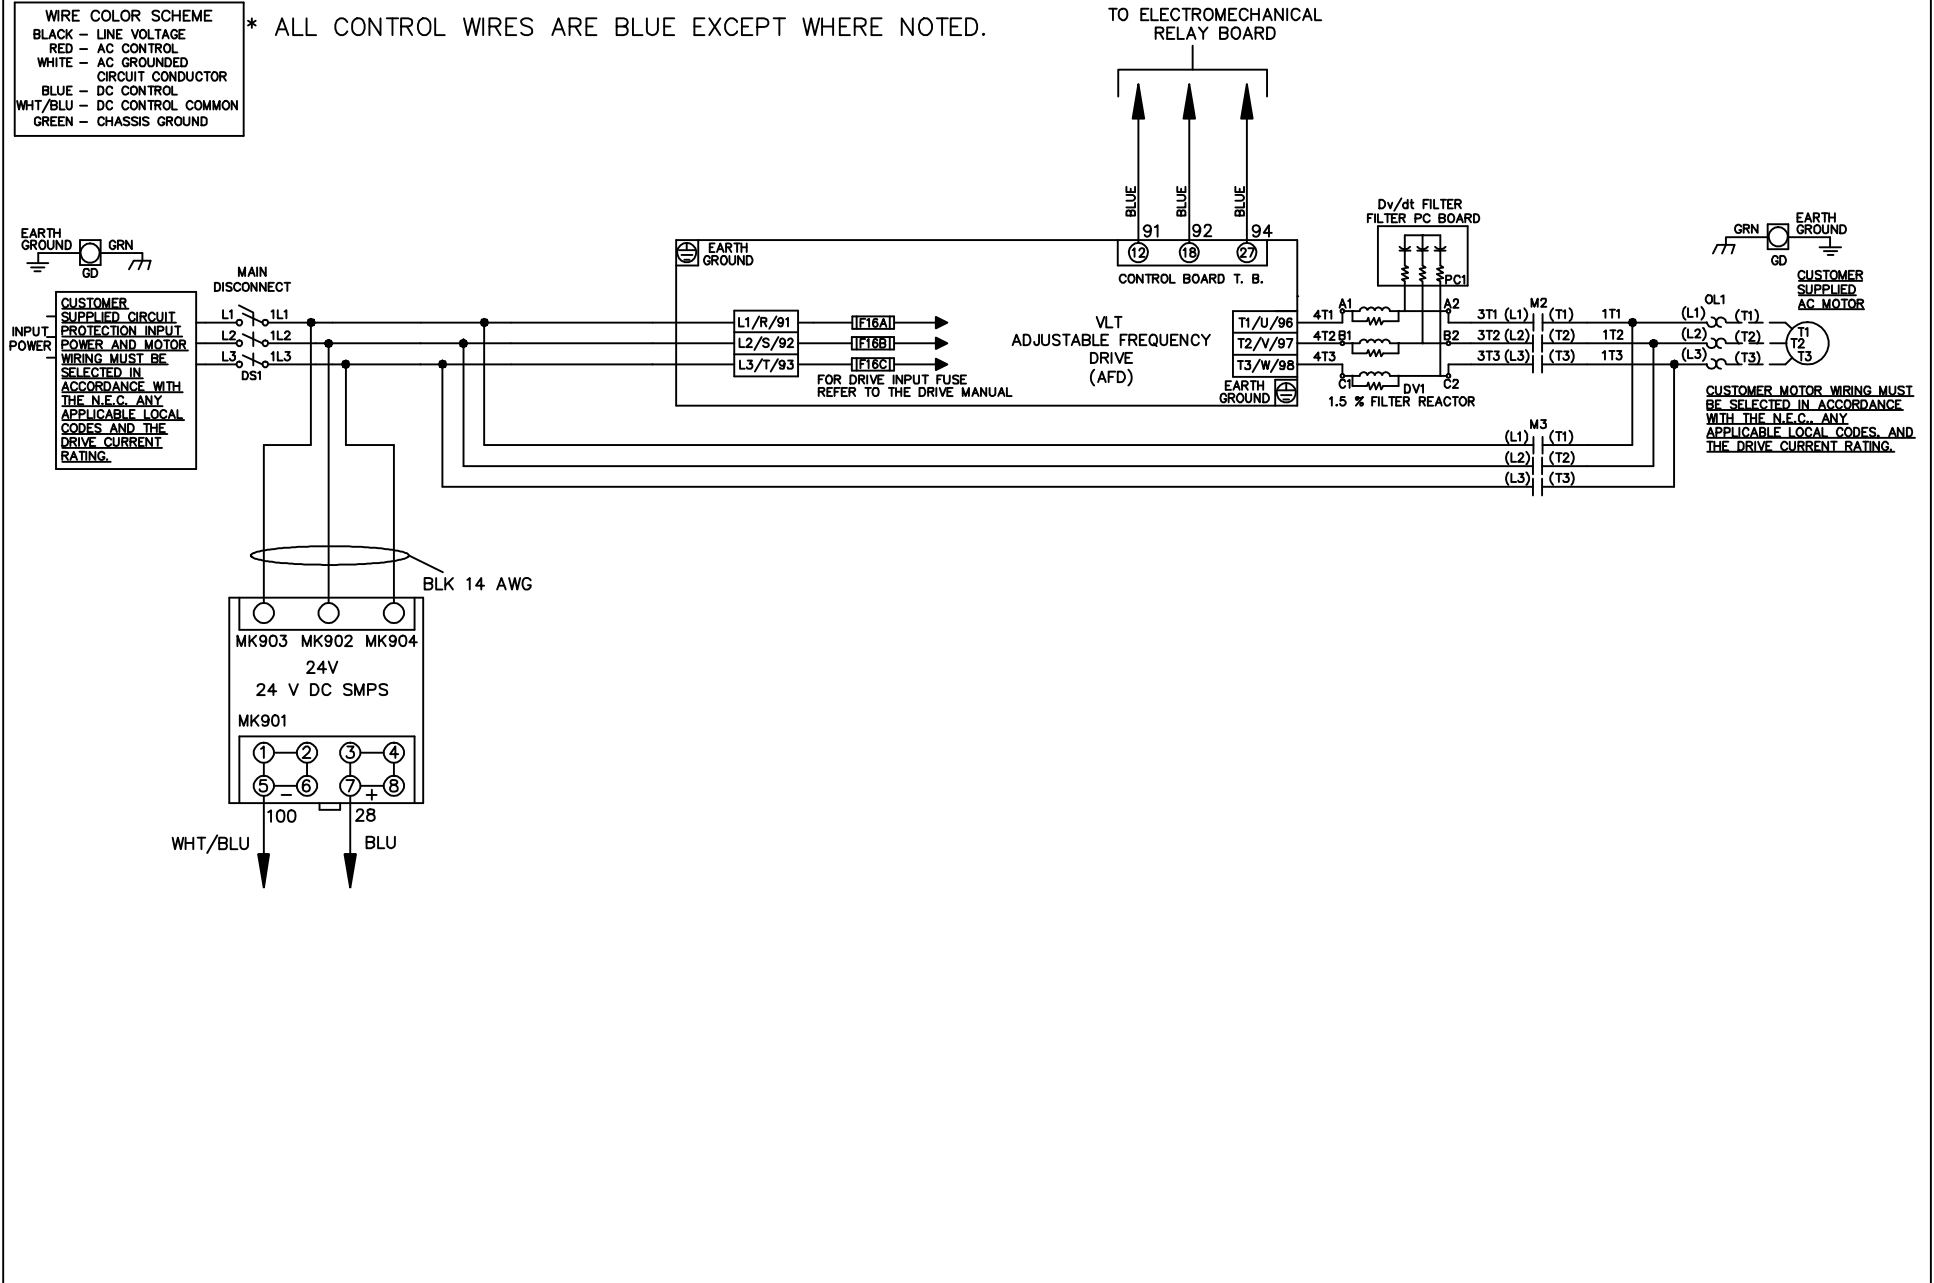 WIRE COLOR SCHEME
BLACK – LINE VOLTAGE
RED – AC CONTROL
WHITE – AC GROUNDED
CIRCUIT CONDUCTOR
BLUE – DC CONTROL
WHT/BLU – DC CONTROL COMMON
GREEN – CHASSIS GROUND
* ALL CONTROL WIRES ARE BLUE EXCEPT WHERE NOTED.
TO ELECTROMECHANICAL
RELAY BOARD
BLUE
BLUE
BLUE
91
92
94
12
18
27
CONTROL BOARD T. B.
EARTH
GROUND
GRN
GD
INPUT
POWER
CUSTOMER
SUPPLIED CIRCUIT
PROTECTION INPUT
POWER AND MOTOR
WIRING MUST BE
SELECTED IN
ACCORDANCE WITH
THE N.E.C. ANY
APPLICABLE LOCAL
CODES AND THE
DRIVE CURRENT
RATING.
MAIN
DISCONNECT
L1 1L1
L2 1L2
L3 1L3
DS1
EARTH
GROUND
L1/R/91
L2/S/92
L3/T/93
F16A
F16B
F16C
FOR DRIVE INPUT FUSE
REFER TO THE DRIVE MANUAL
VLT
ADJUSTABLE FREQUENCY
DRIVE
(AFD)
T1/U/96
T2/V/97
T3/W/98
EARTH
GROUND
Dv/dt FILTER
FILTER PC BOARD
PC1
4T1 A1 A2
4T2 B1 B2
4T3
C1 C2
DV1
1.5 % FILTER REACTOR
M2
3T1 (L1) (T1) 1T1
3T2 (L2) (T2) 1T2
3T3 (L3) (T3) 1T3
M3
(L1) (T1)
(L2) (T2)
(L3) (T3)
OL1
(L1) (T1)
(L2) (T2)
(L3) (T3)
T1
T2
T3
GRN
EARTH
GROUND
GD
CUSTOMER
SUPPLIED
AC MOTOR
CUSTOMER MOTOR WIRING MUST
BE SELECTED IN ACCORDANCE
WITH THE N.E.C.. ANY
APPLICABLE LOCAL CODES. AND
THE DRIVE CURRENT RATING.
BLK 14 AWG
MK903 MK902 MK904
24V
24 V DC SMPS
MK901
1 2 3 4
5 6 7 8
– +
100 28
WHT/BLU BLU